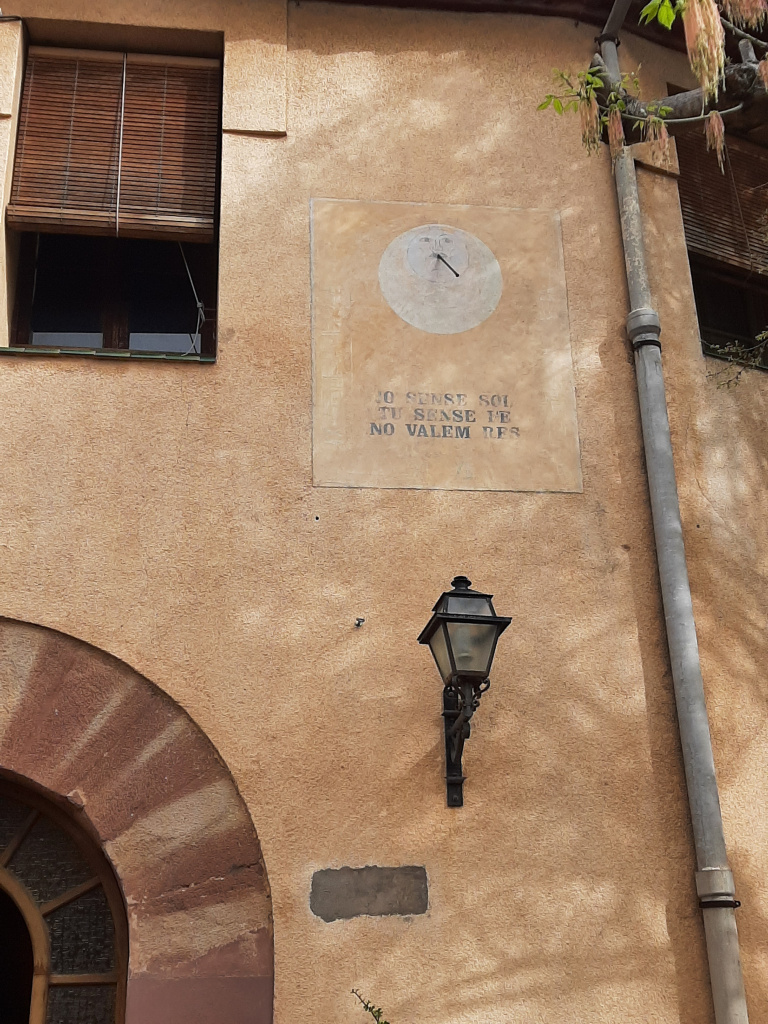 JO SENSE SOL
TU SENSE FE
NO VALEM RES